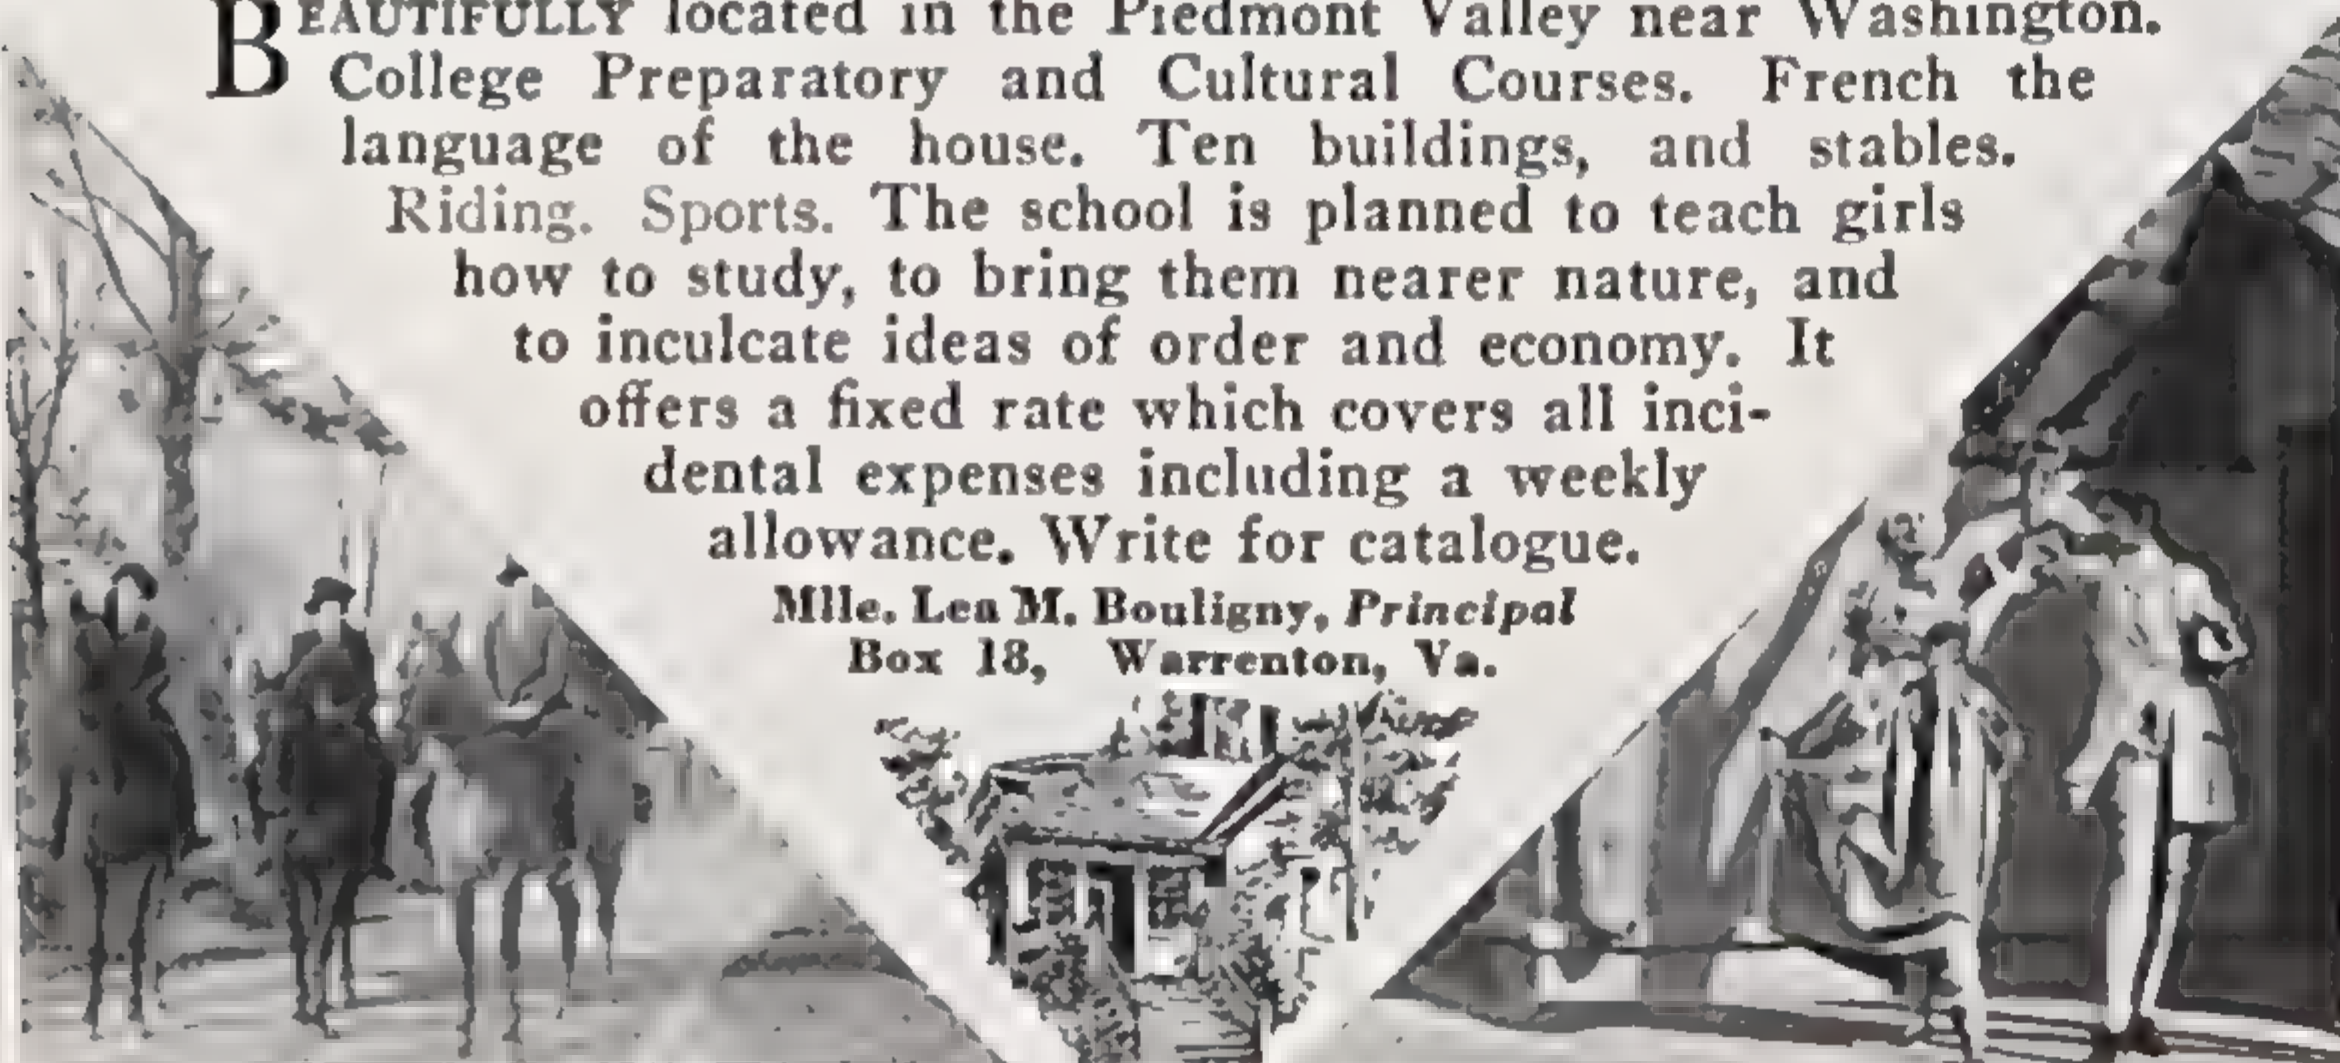 BEAUTIFULLY located in the Piedmont Valley near Washington.
College Preparatory and Cultural Courses. French the
language of the house. Ten buildings, and stables.
Riding. Sports. The school is planned to teach girls
how to study, to bring them nearer nature, and
to inculcate ideas of order and economy. It
offers a fixed rate which covers all inci-
dental expenses including a weekly
allowance. Write for catalogue.
Mlle. Lea M. Bouligny, Principal
Box 18, Warrenton, Va.